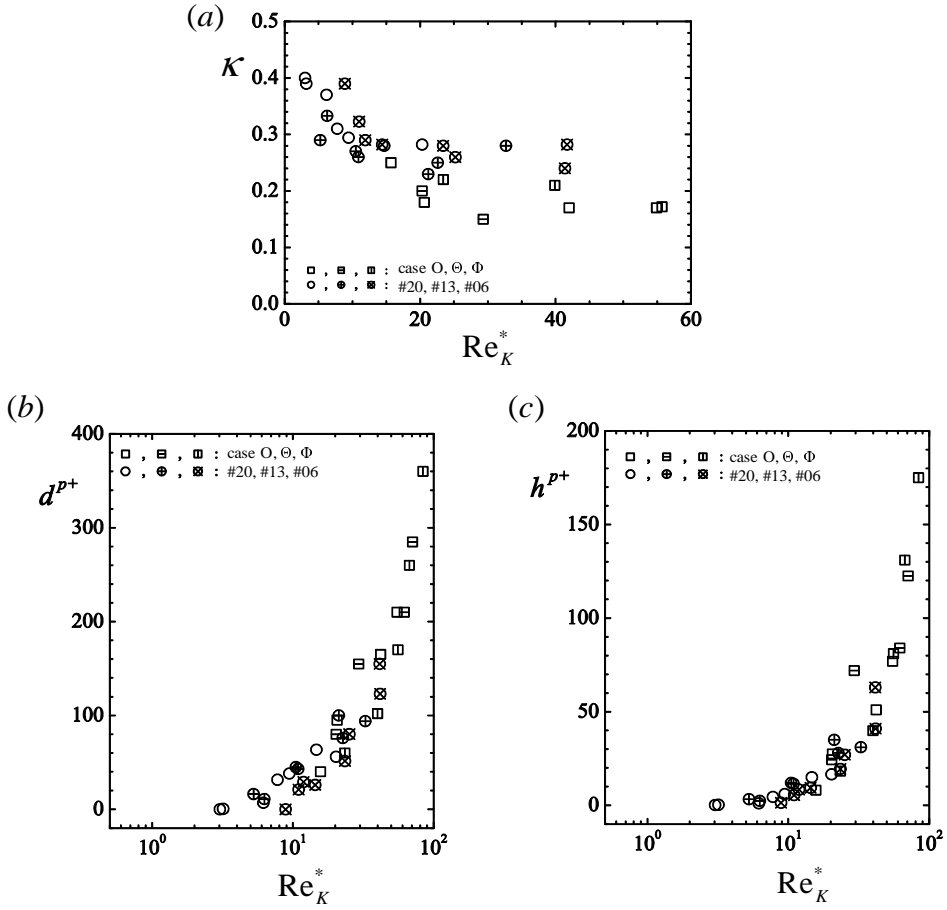 (a)
κ
0.5
0.4
0.3
0.2
0.1
0.0
□ , ⊟ , ◫ : case O, Θ, Φ
○ , ⊕ , ⊗ : #20, #13, #06
0 20 40 60
Re*K
(b)
d^p+
400
300
200
100
0
□ , ⊟ , ◫ : case O, Θ, Φ
○ , ⊕ , ⊗ : #20, #13, #06
10^0 10^1 10^2
Re*K
(c)
h^p+
200
150
100
50
0
□ , ⊟ , ◫ : case O, Θ, Φ
○ , ⊕ , ⊗ : #20, #13, #06
10^0 10^1 10^2
Re*K